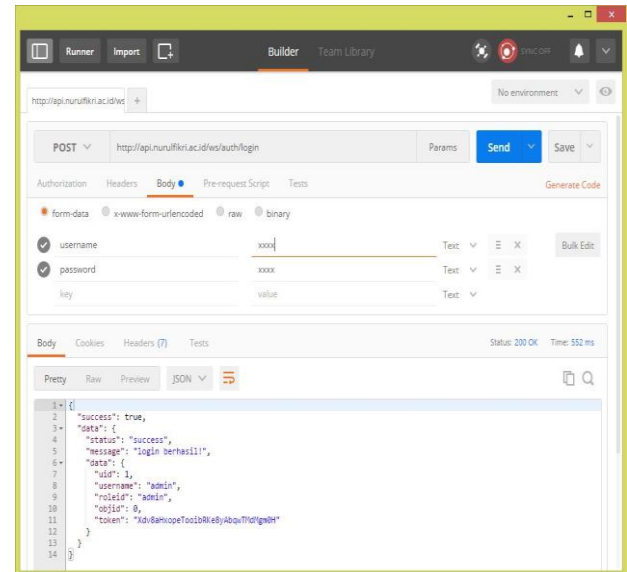 Runner Import Builder Team Library SYNC OFF
http://api.nurulfikri.ac.id/ws + No environment
POST http://api.nurulfikri.ac.id/ws/auth/login Params Send Save
Authorization Headers Body Pre-request Script Tests Generate Code
form-data x-www-form-urlencoded raw binary
username xxxx Text Bulk Edit
password xxxx Text
key value Text
Body Cookies Headers (7) Tests Status: 200 OK Time: 552 ms
Pretty Raw Preview JSON
1 {
2 "success": true,
3 "data": {
4 "status": "success",
5 "message": "login berhasil!",
6 "data": {
7 "uid": 1,
8 "username": "admin",
9 "roleid": "admin",
10 "objid": 0,
11 "token":
12 }
13 }
14 }